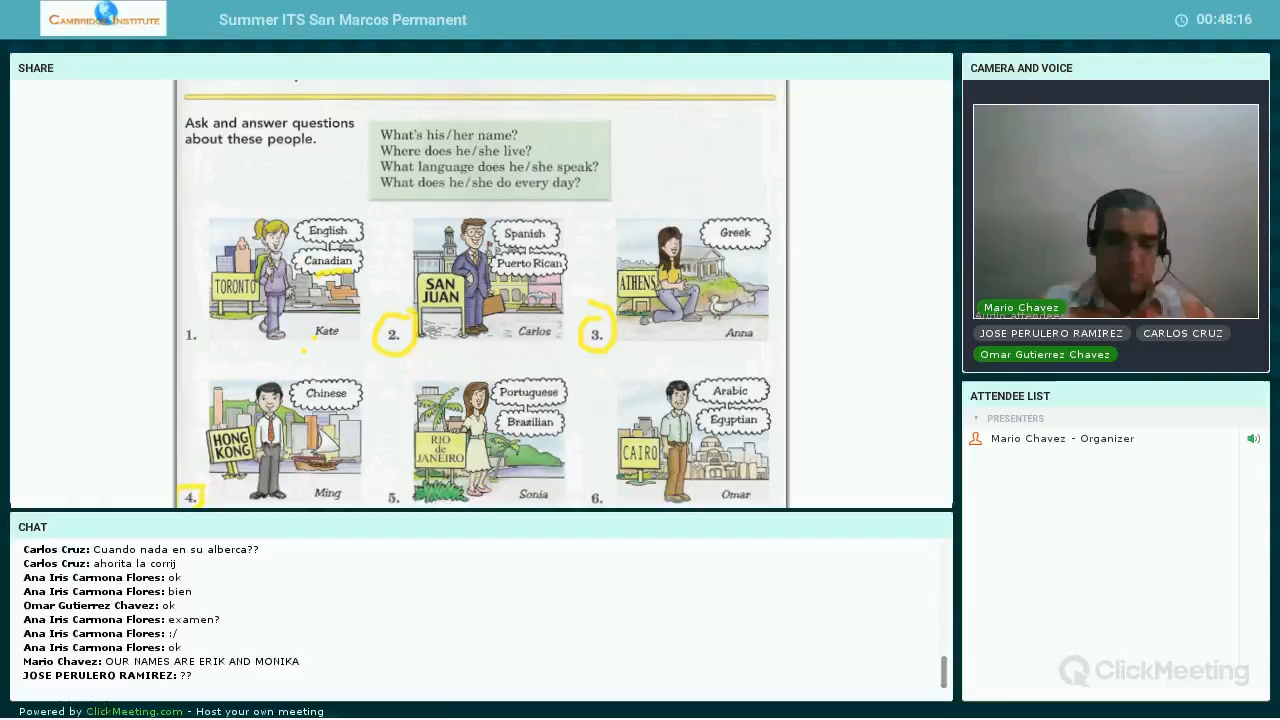 CAMBRIDGE INSTITUTE
Summer ITS San Marcos Permanent
00:48:16
SHARE
Ask and answer questions
about these people.
What's his/her name?
Where does he/she live?
What language does he/she speak?
What does he/she do every day?
English
Canadian
TORONTO
1.
Kate
Spanish
Puerto Rican
SAN
JUAN
2.
Carlos
Greek
ATHENS
3.
Anna
Chinese
HONG
KONG
4.
Ming
Portuguese
Brazilian
RIO
de
JANEIRO
5.
Sonia
Arabic
Egyptian
CAIRO
6.
Omar
CAMERA AND VOICE
Mario Chavez
Audio attendees
JOSE PERULERO RAMIREZ
CARLOS CRUZ
Omar Gutierrez Chavez
ATTENDEE LIST
PRESENTERS
Mario Chavez - Organizer
ClickMeeting
CHAT
Carlos Cruz: Cuando nada en su alberca??
Carlos Cruz: ahorita la corrij
Ana Iris Carmona Flores: ok
Ana Iris Carmona Flores: bien
Omar Gutierrez Chavez: ok
Ana Iris Carmona Flores: examen?
Ana Iris Carmona Flores: :/
Ana Iris Carmona Flores: ok
Mario Chavez: OUR NAMES ARE ERIK AND MONIKA
JOSE PERULERO RAMIREZ: ??
Powered by ClickMeeting.com - Host your own meeting